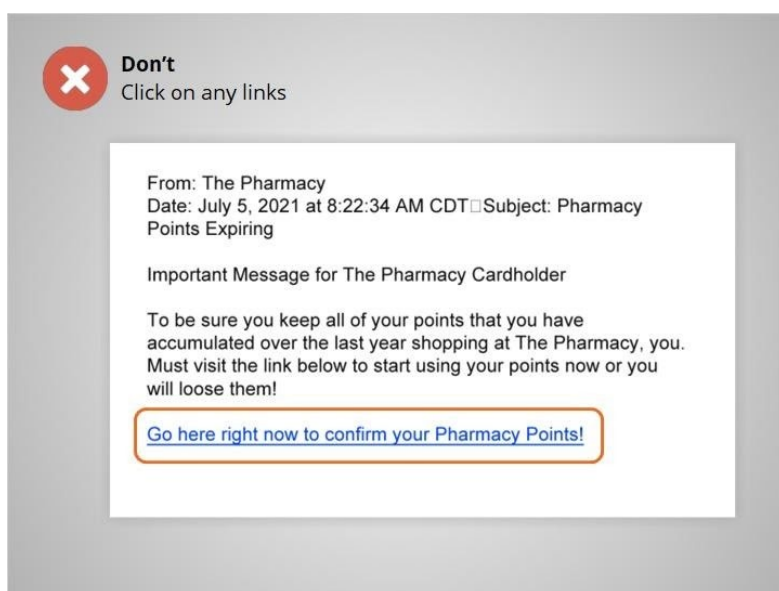 Don't
Click on any links
From: The Pharmacy
Date: July 5, 2021 at 8:22:34 AM CDT□Subject: Pharmacy
Points Expiring
Important Message for The Pharmacy Cardholder
To be sure you keep all of your points that you have
accumulated over the last year shopping at The Pharmacy, you.
Must visit the link below to start using your points now or you
will loose them!
Go here right now to confirm your Pharmacy Points!